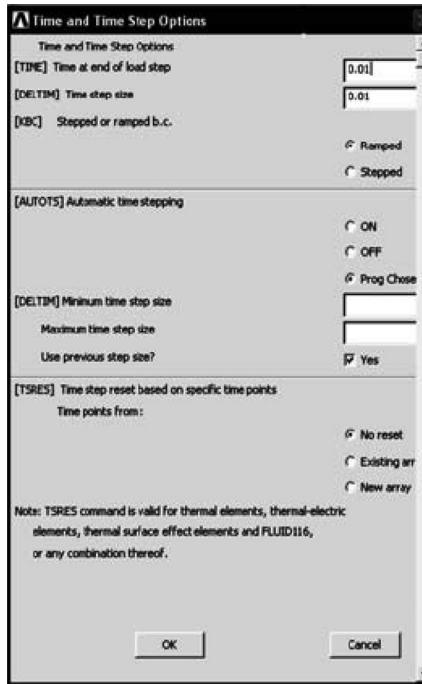 Time and Time Step Options
Time and Time Step Options
[TIME] Time at end of load step 0.01
[DELTIM] Time step size 0.01
[KBC] Stepped or ramped b.c.
Ramped
Stepped
[AUTOTS] Automatic time stepping
ON
OFF
Prog Chose
[DELTIM] Minimum time step size
Maximum time step size
Use previous step size? Yes
[TSRES] Time step reset based on specific time points
Time points from :
No reset
Existing arr
New array
Note: TSRES command is valid for thermal elements, thermal-electric
elements, thermal surface effect elements and FLUID116,
or any combination thereof.
OK Cancel